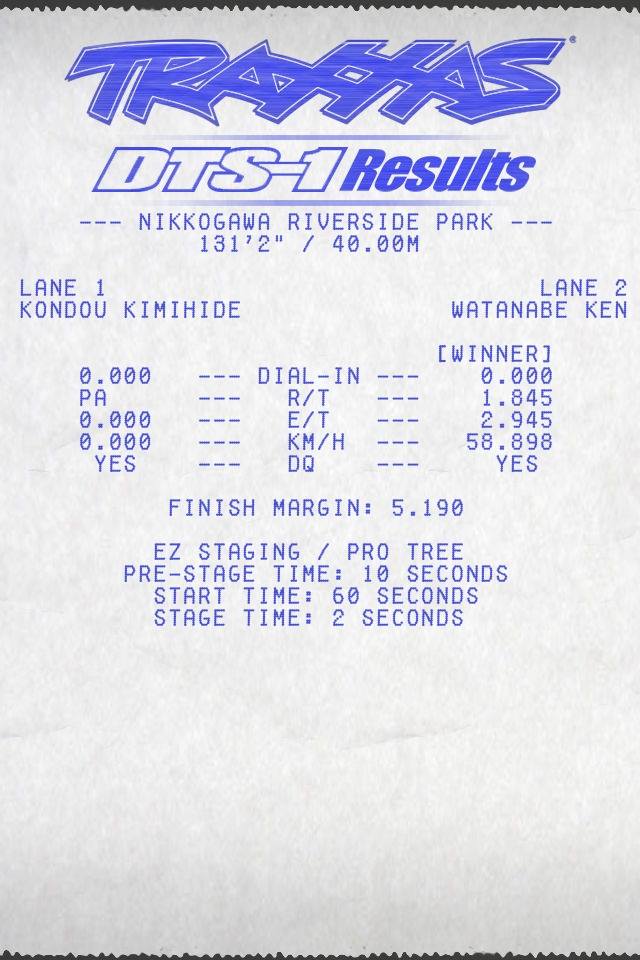 TRAXXAS®
DTS-1 Results
--- NIKKOGAWA RIVERSIDE PARK ---
131'2" / 40.00M
LANE 1 LANE 2
KONDOU KIMIHIDE WATANABE KEN
[WINNER]
0.000 --- DIAL-IN --- 0.000
PA --- R/T --- 1.845
0.000 --- E/T --- 2.945
0.000 --- KM/H --- 58.898
YES --- DQ --- YES
FINISH MARGIN: 5.190
EZ STAGING / PRO TREE
PRE-STAGE TIME: 10 SECONDS
START TIME: 60 SECONDS
STAGE TIME: 2 SECONDS